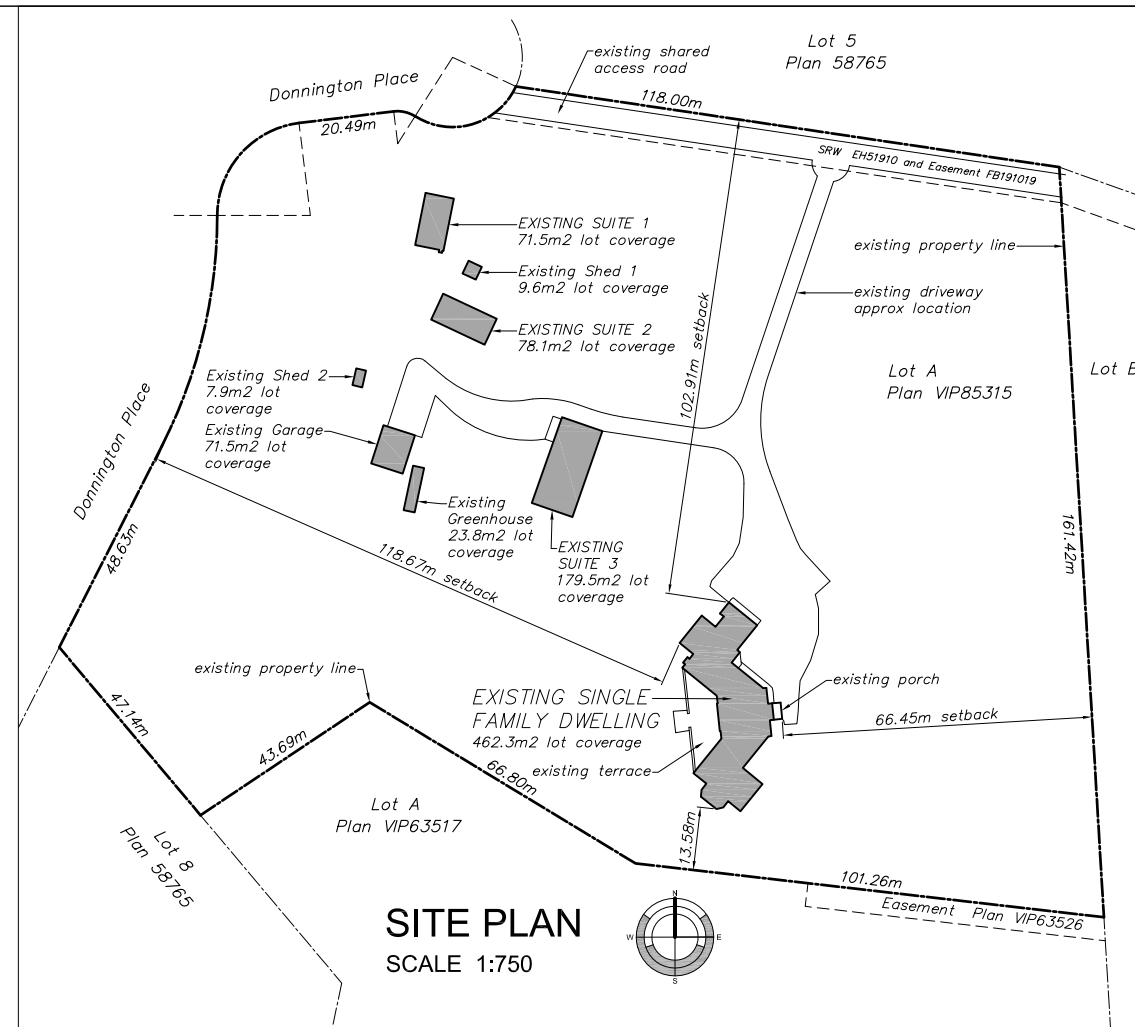 Lot 5
Plan 58765
existing shared
access road
Donnington Place
118.00m
20.49m
SRW EH51910 and Easement FB191019
EXISTING SUITE 1
71.5m2 lot coverage
existing property line
Existing Shed 1
9.6m2 lot coverage
existing driveway
approx location
EXISTING SUITE 2
78.1m2 lot coverage
102.91m setback
Lot A
Plan VIP85315
Lot B
Existing Shed 2
7.9m2 lot
coverage
Existing Garage
71.5m2 lot
coverage
Donnington Place
Existing
Greenhouse
23.8m2 lot
coverage
EXISTING
SUITE 3
179.5m2 lot
coverage
161.42m
48.63m
118.67m setback
existing property line
existing porch
EXISTING SINGLE
FAMILY DWELLING
462.3m2 lot coverage
66.45m setback
47.14m
43.69m
66.80m
existing terrace
Lot A
Plan VIP63517
Lot 8
Plan 58765
13.58m
101.26m
Easement Plan VIP63526
SITE PLAN
SCALE 1:750
N
W
E
S